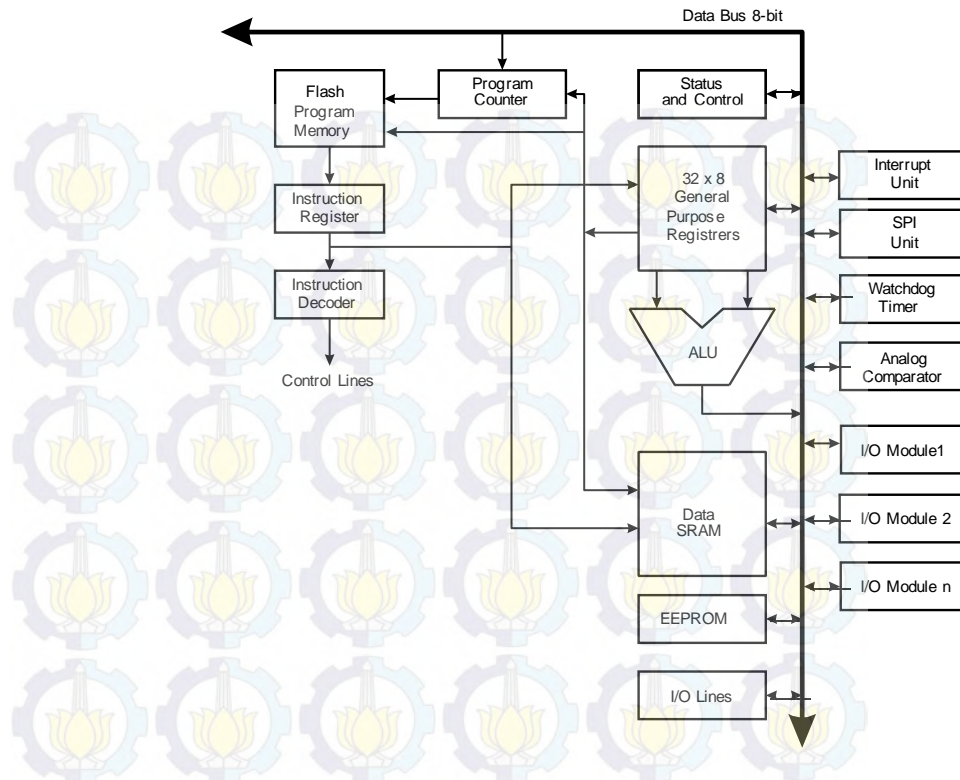 Data Bus 8-bit
Flash
Program
Memory
Program
Counter
Status
and Control
Instruction
Register
32 x 8
General
Purpose
Registrers
Interrupt
Unit
SPI
Unit
Instruction
Decoder
Watchdog
Timer
ALU
Analog
Comparator
Control Lines
I/O Module1
Data
SRAM
I/O Module 2
I/O Module n
EEPROM
I/O Lines